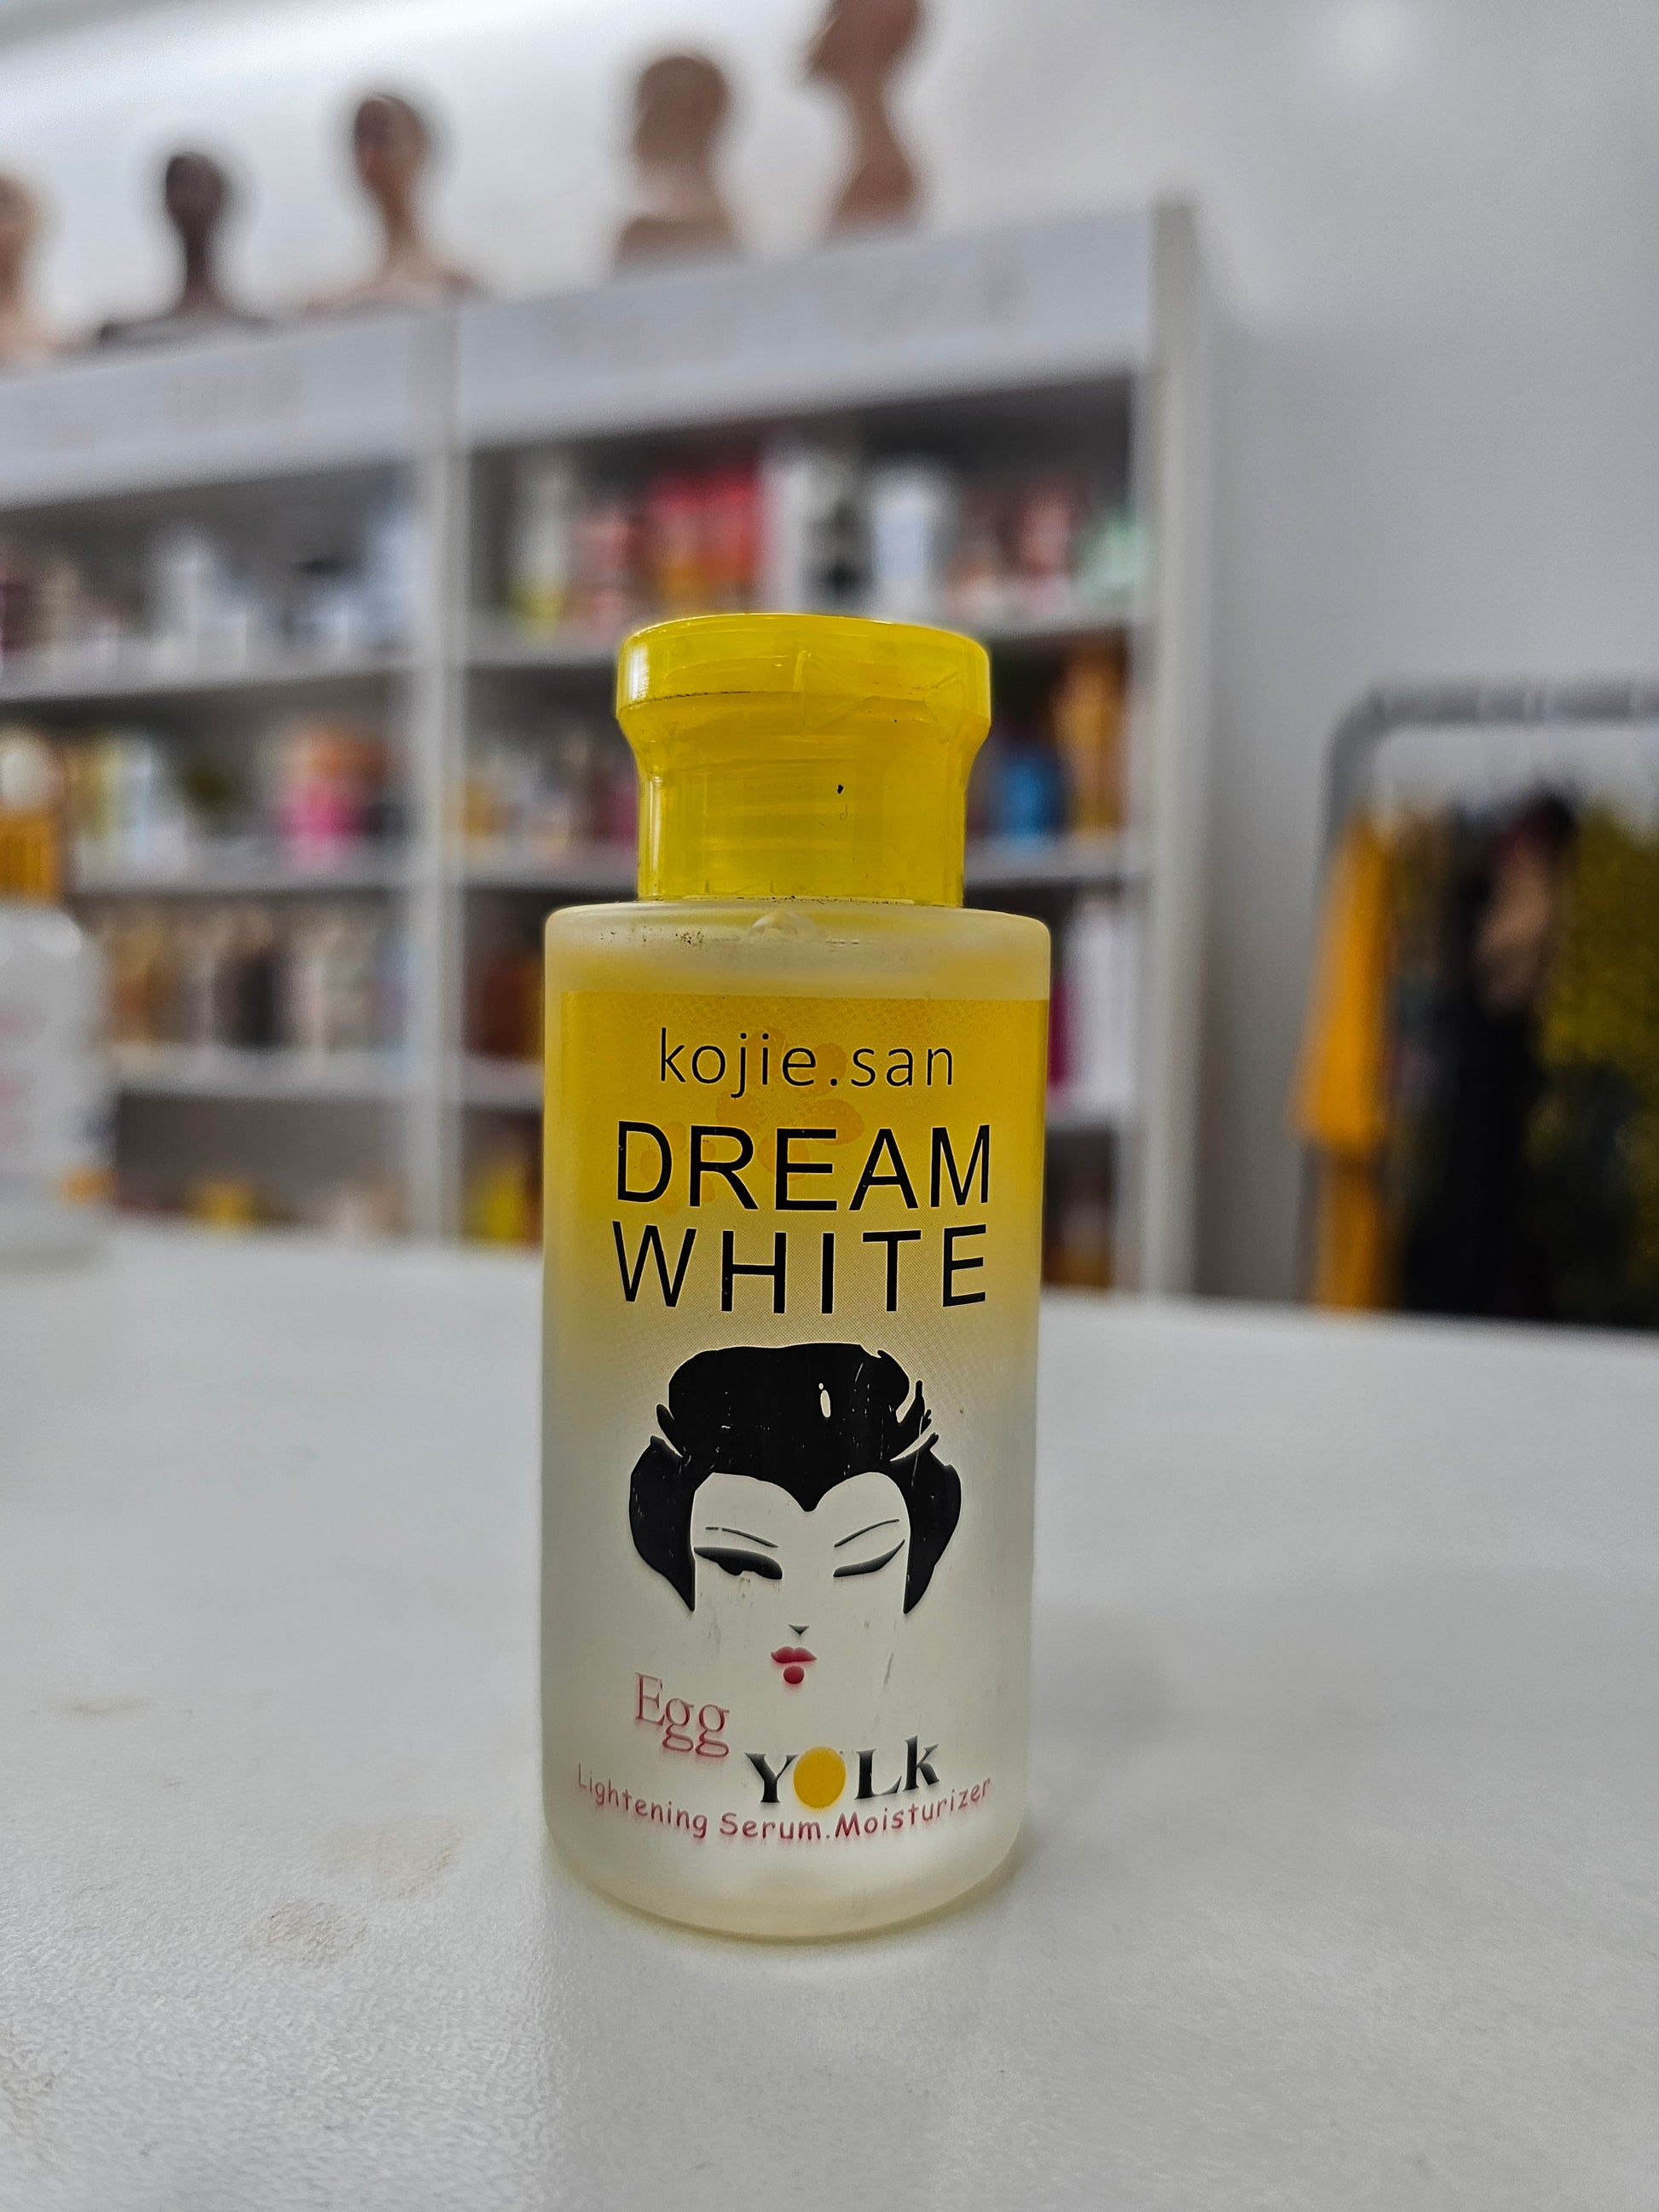 kojie.san
DREAM
WHITE
Egg
YOLk
Lightening Serum.Moisturizer